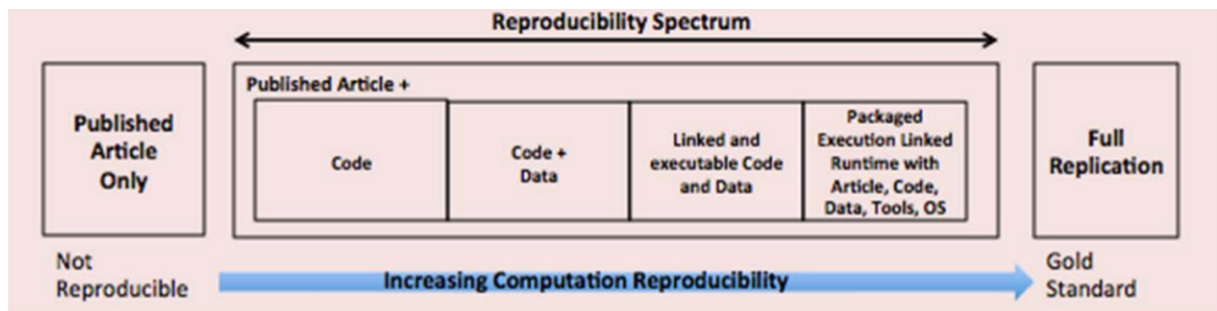 Reproducibility Spectrum
Published
Article
Only
Published Article +
Code
Code +
Data
Linked and
executable Code
and Data
Packaged
Execution Linked
Runtime with
Article, Code,
Data, Tools, OS
Full
Replication
Not
Reproducible
Increasing Computation Reproducibility
Gold
Standard